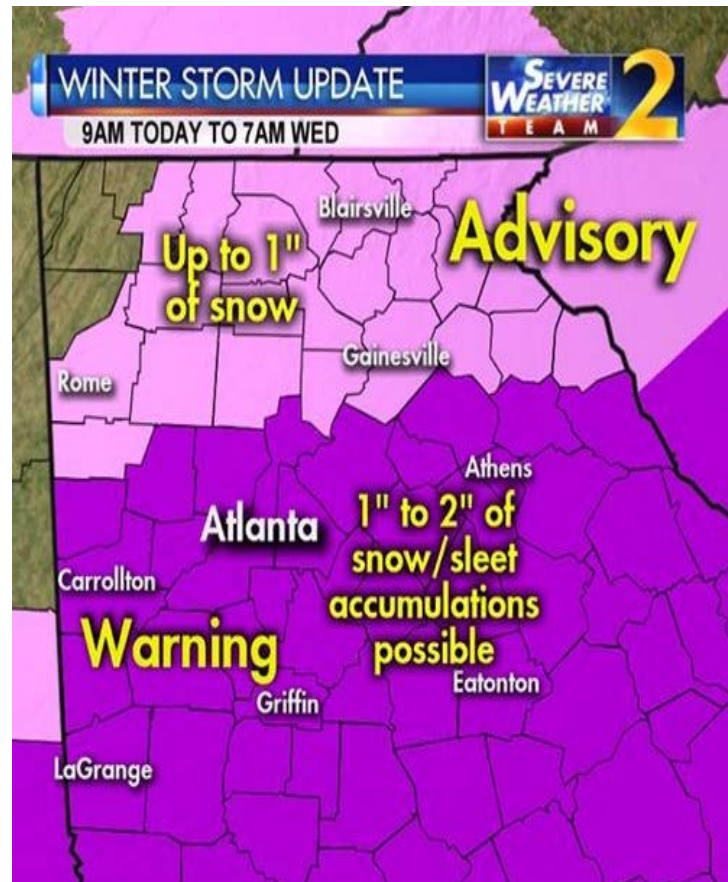 WINTER STORM UPDATE
9AM TODAY TO 7AM WED
SEVERE
WEATHER
TEAM
2
Blairsville
Advisory
Up to 1"
of snow
Gainesville
Rome
Athens
Atlanta
1" to 2" of
snow/sleet
accumulations
possible
Carrollton
Warning
Eatonton
Griffin
LaGrange